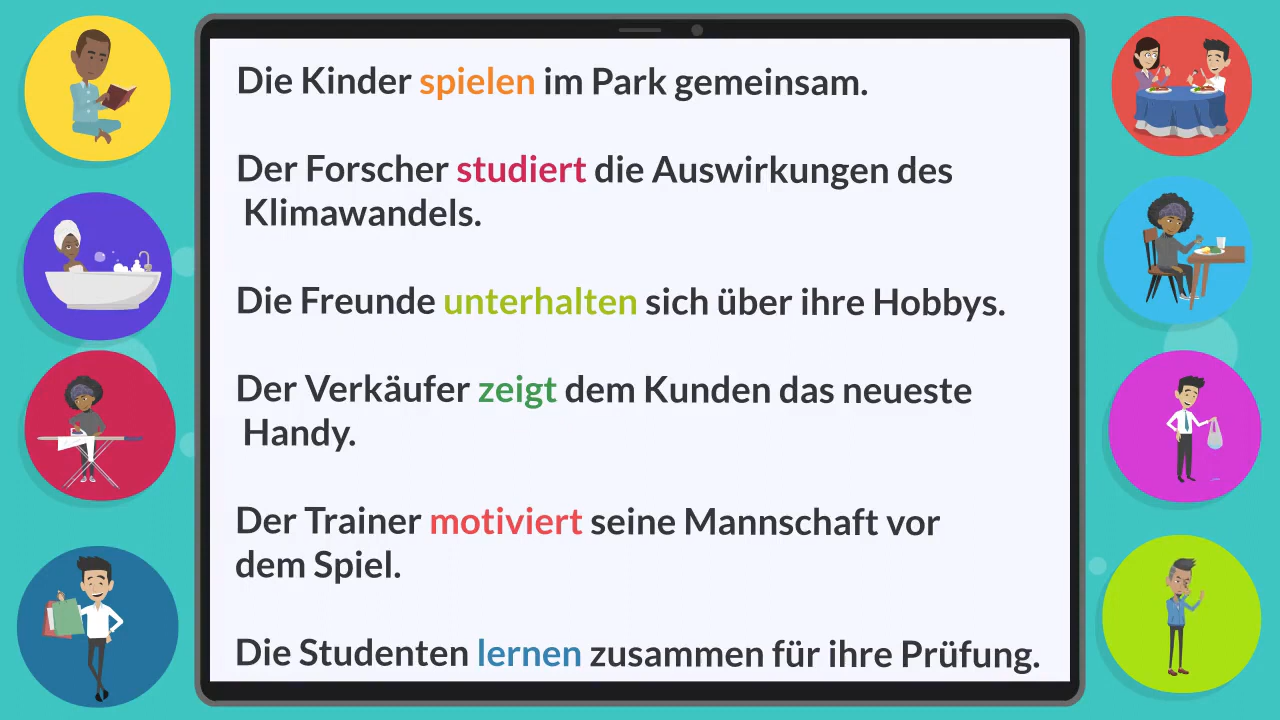 Die Kinder spielen im Park gemeinsam.
Der Forscher studiert die Auswirkungen des
Klimawandels.
Die Freunde unterhalten sich über ihre Hobbys.
Der Verkäufer zeigt dem Kunden das neueste
Handy.
Der Trainer motiviert seine Mannschaft vor
dem Spiel.
Die Studenten lernen zusammen für ihre Prüfung.